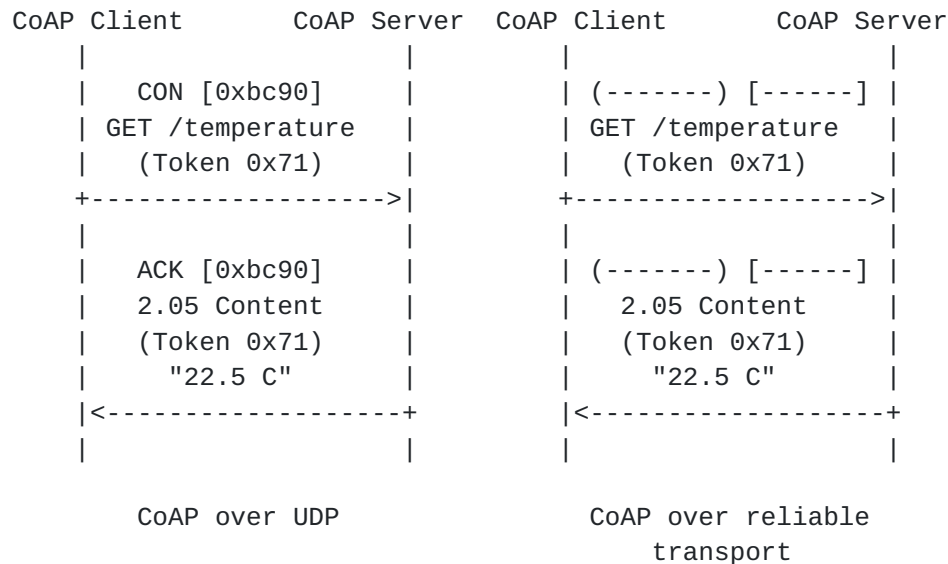 CoAP Client       CoAP Server  CoAP Client       CoAP Server
    |                    |         |                    |
    |   CON [0xbc90]     |         | (-------) [------] |
    | GET /temperature   |         | GET /temperature   |
    |   (Token 0x71)     |         |   (Token 0x71)     |
    +------------------->|         +------------------->|
    |                    |         |                    |
    |   ACK [0xbc90]     |         | (-------) [------] |
    |   2.05 Content     |         |   2.05 Content     |
    |   (Token 0x71)     |         |   (Token 0x71)     |
    |     "22.5 C"       |         |     "22.5 C"       |
    |<-------------------+         |<-------------------+
    |                    |         |                    |
        CoAP over UDP                CoAP over reliable
                                         transport